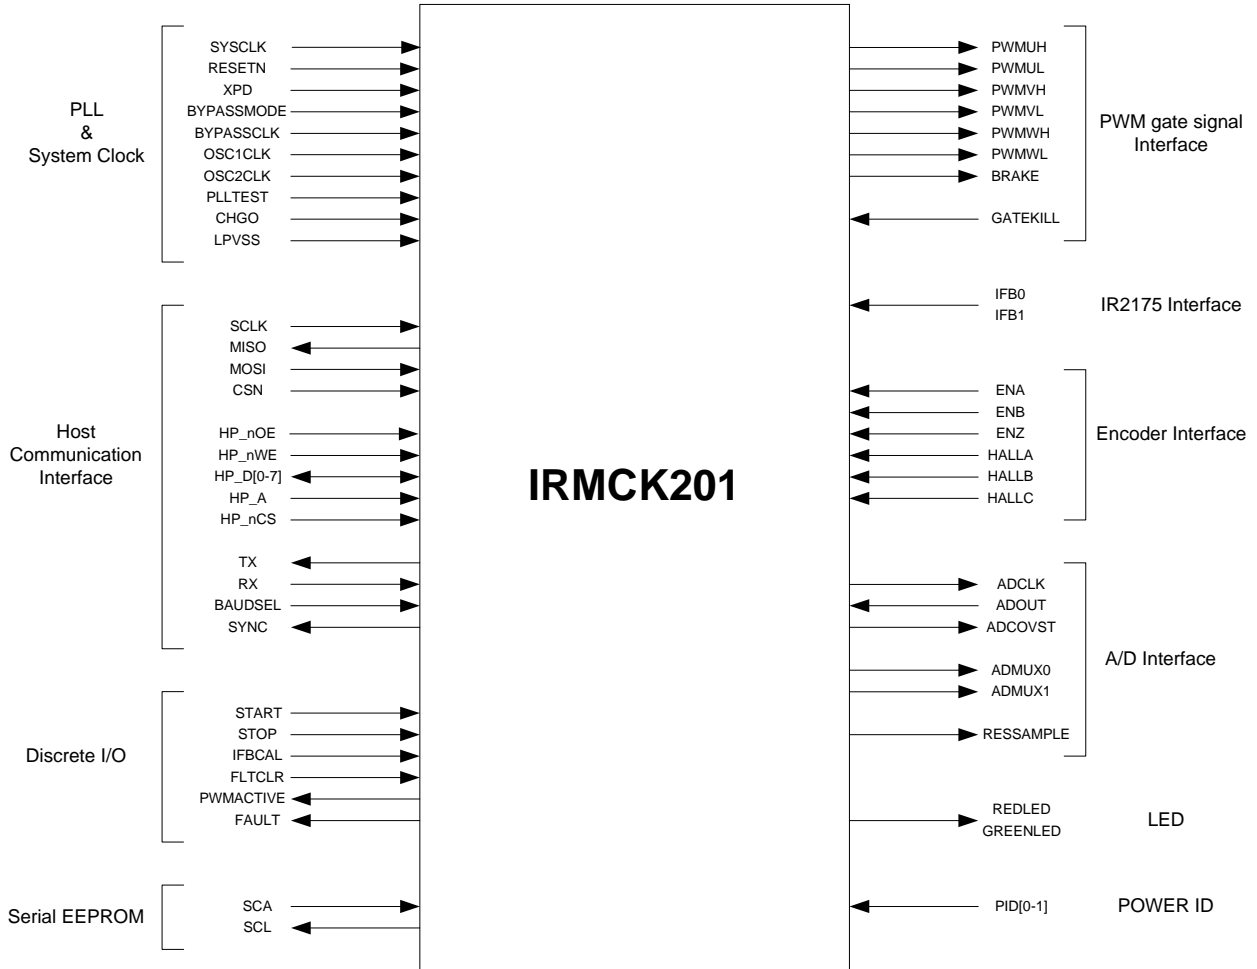 PLL
&
System Clock
SYSCLK
RESETN
XPD
BYPASSMODE
BYPASSCLK
OSC1CLK
OSC2CLK
PLLTEST
CHGO
LPVSS
Host
Communication
Interface
SCLK
MISO
MOSI
CSN
HP_nOE
HP_nWE
HP_D[0-7]
HP_A
HP_nCS
TX
RX
BAUDSEL
SYNC
Discrete I/O
START
STOP
IFBCAL
FLTCLR
PWMACTIVE
FAULT
Serial EEPROM
SCA
SCL
IRMCK201
PWMUH
PWMUL
PWMVH
PWMVL
PWMWH
PWMWL
BRAKE
GATEKILL
PWM gate signal
Interface
IFB0
IFB1
IR2175 Interface
ENA
ENB
ENZ
HALLA
HALLB
HALLC
Encoder Interface
ADCLK
ADOUT
ADCOVST
ADMUX0
ADMUX1
RESSAMPLE
A/D Interface
REDLED
GREENLED
LED
PID[0-1]
POWER ID